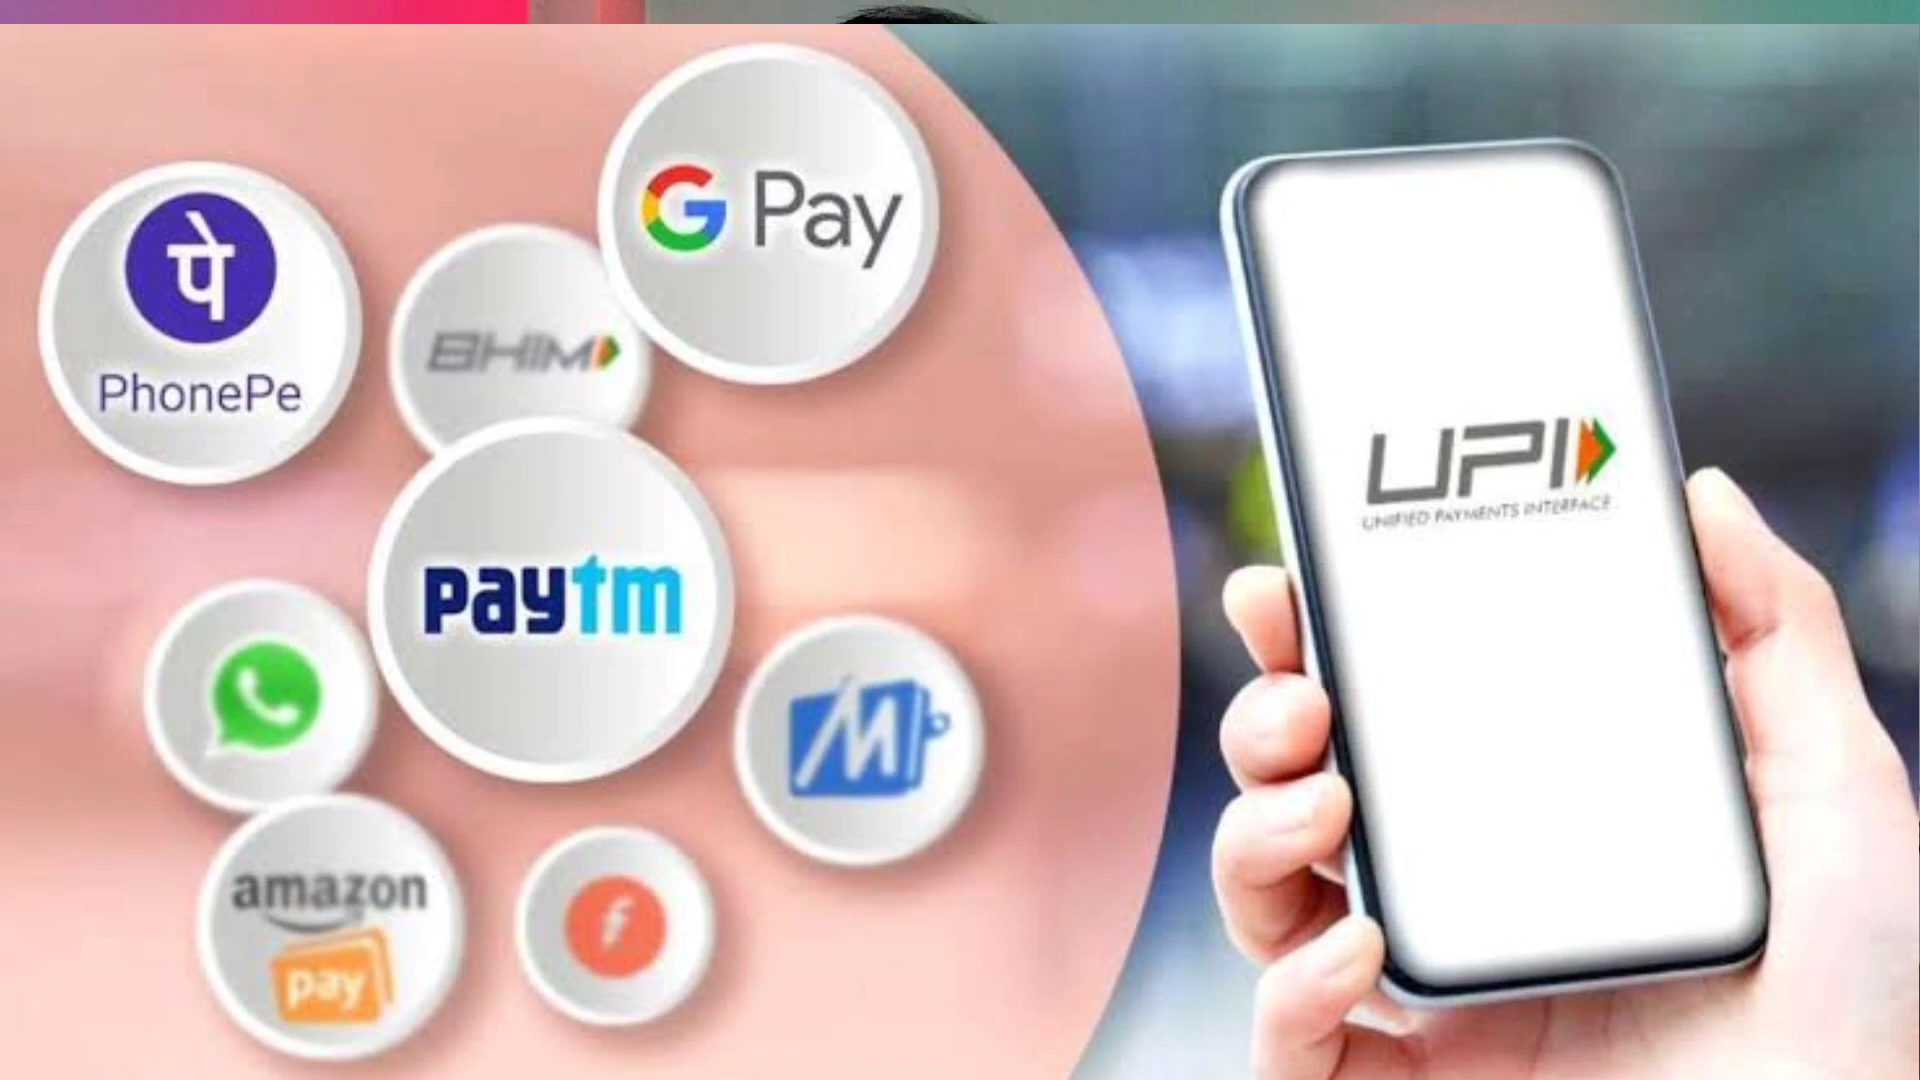 G Pay
पे
PhonePe
BHIM
paytm
M
amazon
pay
f
UPI
UNIFIED PAYMENTS INTERFACE